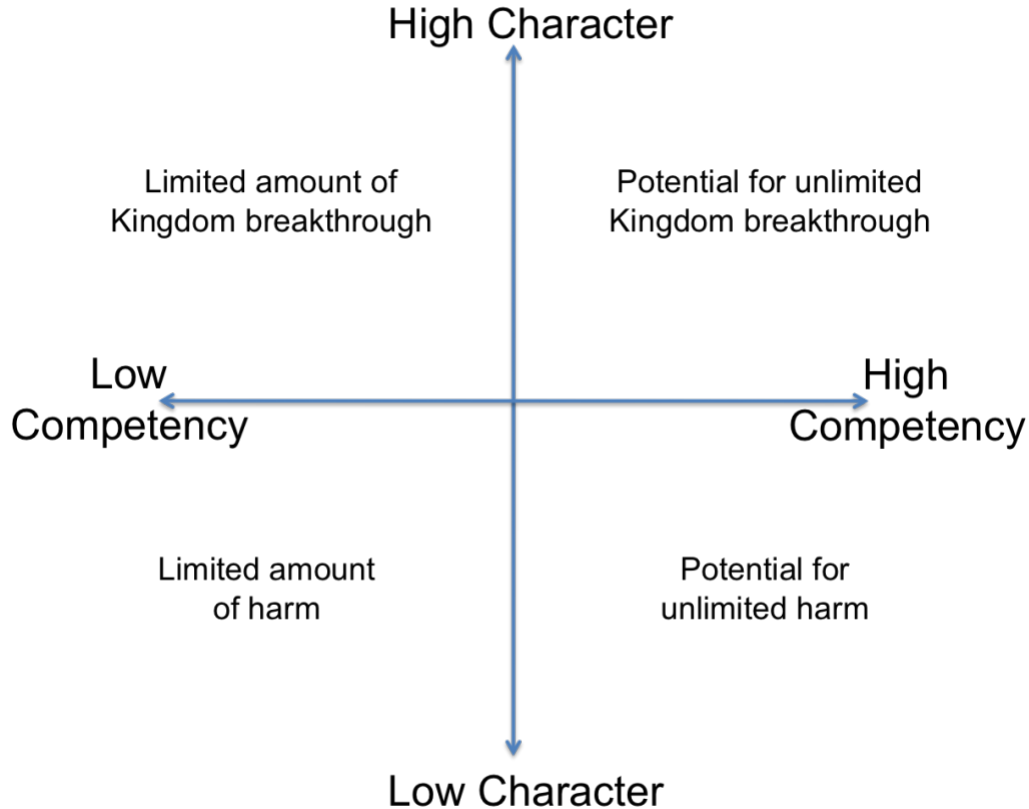 High Character
Limited amount of
Kingdom breakthrough
Potential for unlimited
Kingdom breakthrough
Low
Competency
High
Competency
Limited amount
of harm
Potential for
unlimited harm
Low Character